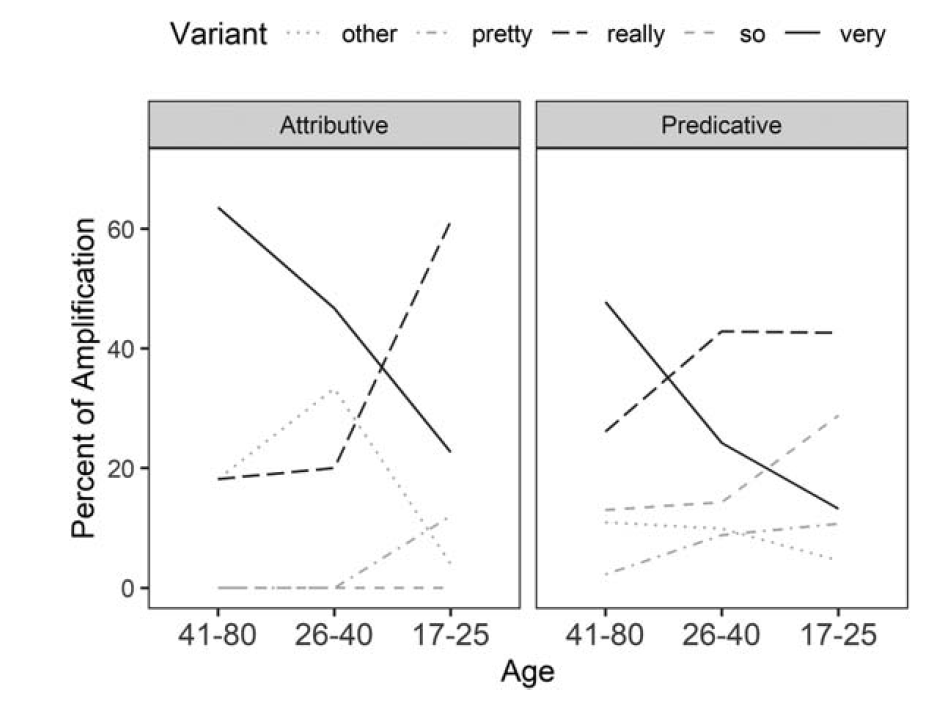 Variant other pretty really so very
Attributive Predicative
Percent of Amplification
60
40
20
0
41-80 26-40 17-25 41-80 26-40 17-25
Age